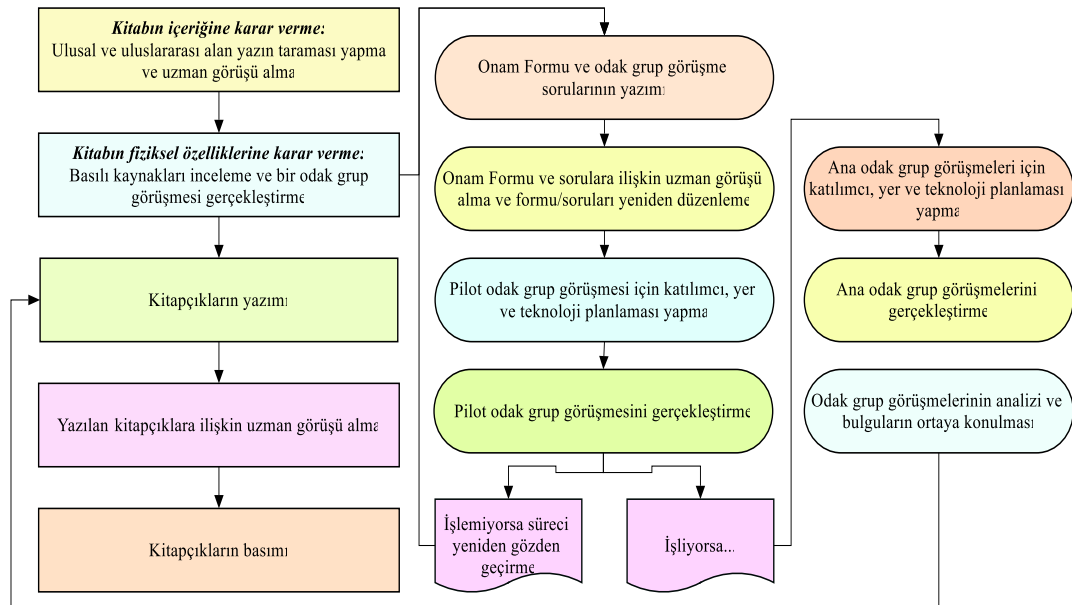 Kitabın içeriğine karar verme:
Ulusal ve uluslararası alan yazın taraması yapma
ve uzman görüşü alma
Kitabın fiziksel özelliklerine karar verme:
Basılı kaynakları inceleme ve bir odak grup
görüşmesi gerçekleştirme
Kitapçıkların yazımı
Yazılan kitapçıklara ilişkin uzman görüşü alma
Kitapçıkların basımı
Onam Formu ve odak grup görüşme
sorularının yazımı
Onam Formu ve sorulara ilişkin uzman görüşü
alma ve formu/soruları yeniden düzenleme
Pilot odak grup görüşmesi için katılımcı, yer
ve teknoloji planlaması yapma
Pilot odak grup görüşmesini gerçekleştirme
İşlemiyorsa süreci
yeniden gözden
geçirme
İşliyorsa...
Ana odak grup görüşmeleri için
katılımcı, yer ve teknoloji planlaması
yapma
Ana odak grup görüşmelerini
gerçekleştirme
Odak grup görüşmelerinin analizi ve
bulguların ortaya konulması